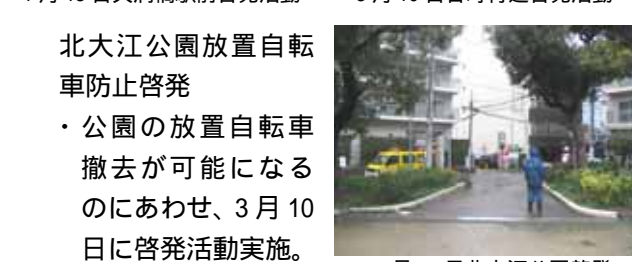 北大江公園放置自転
車防止啓発
・公園の放置自転車
撤去が可能になる
のにあわせ、3月10
日に啓発活動実施。